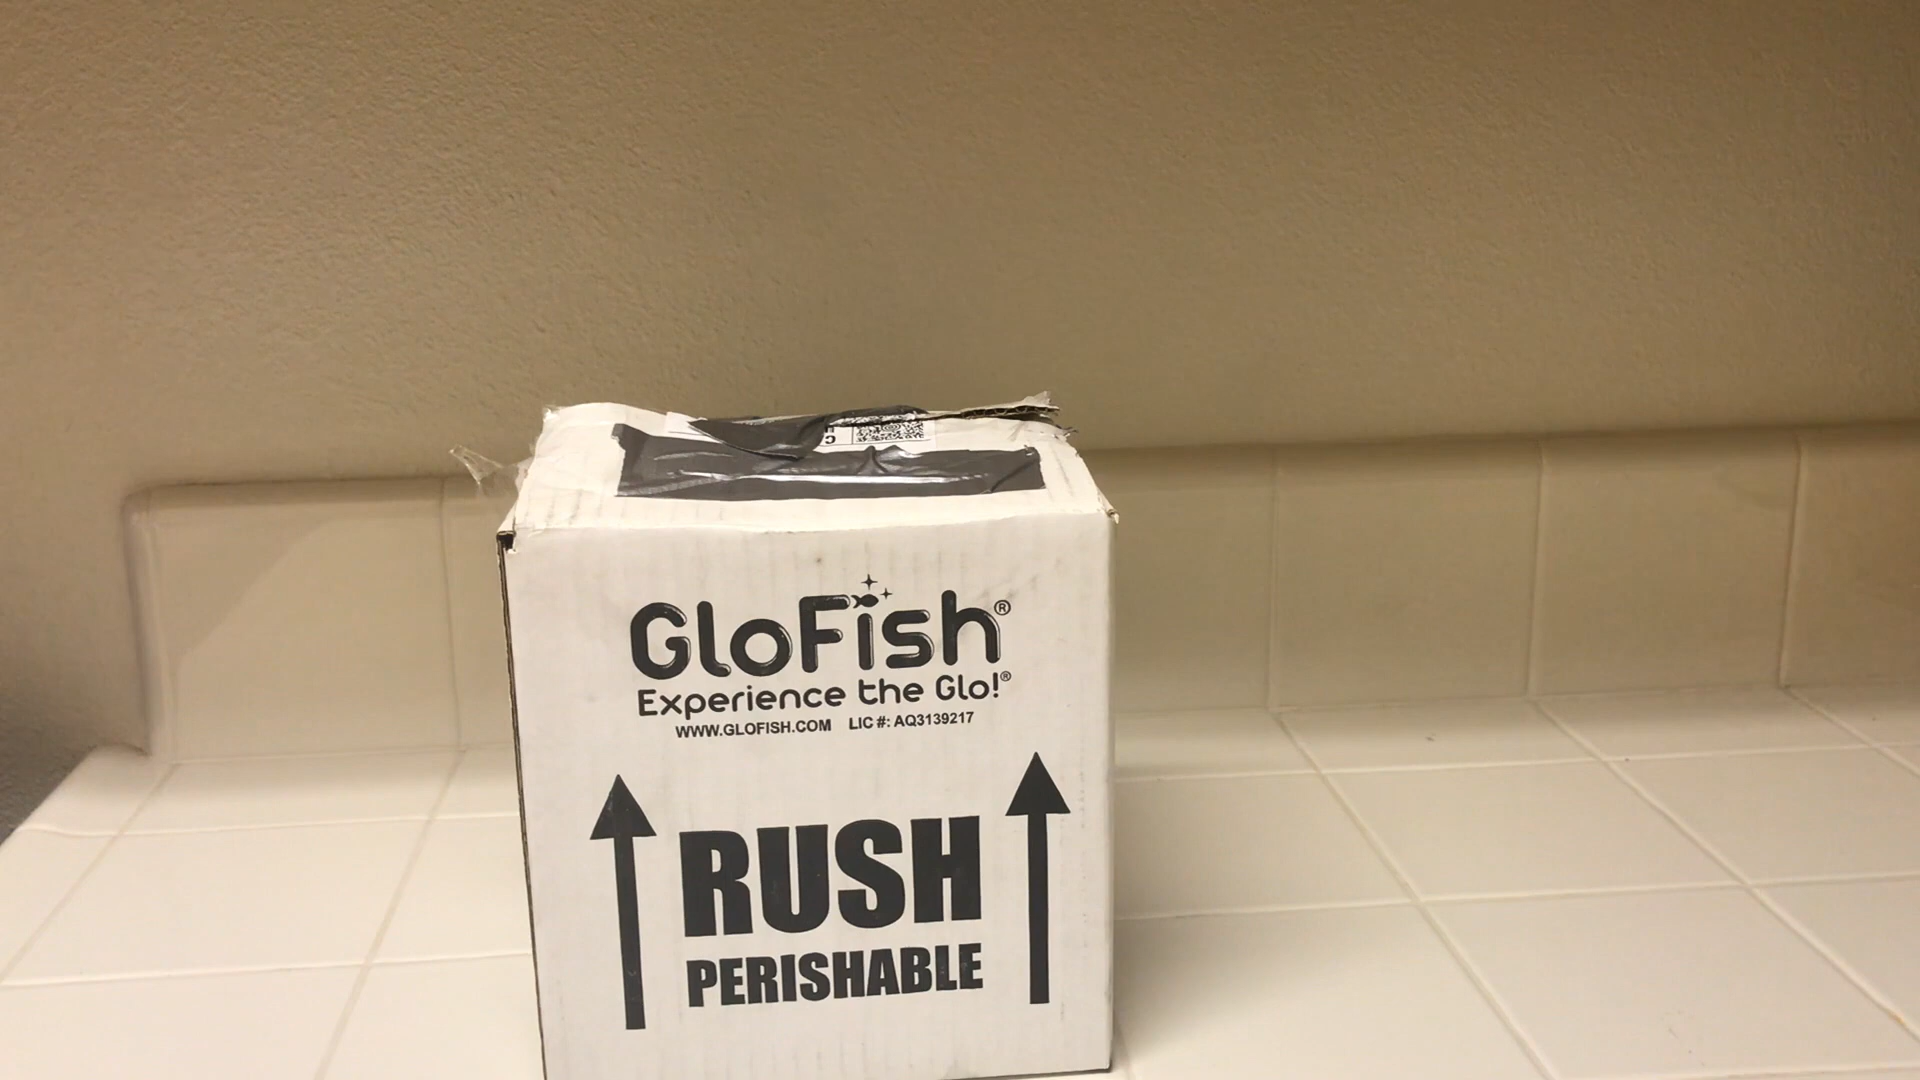 GloFish®
Experience the Glo!®
WWW.GLOFISH.COM LIC #: AQ3139217
RUSH
PERISHABLE